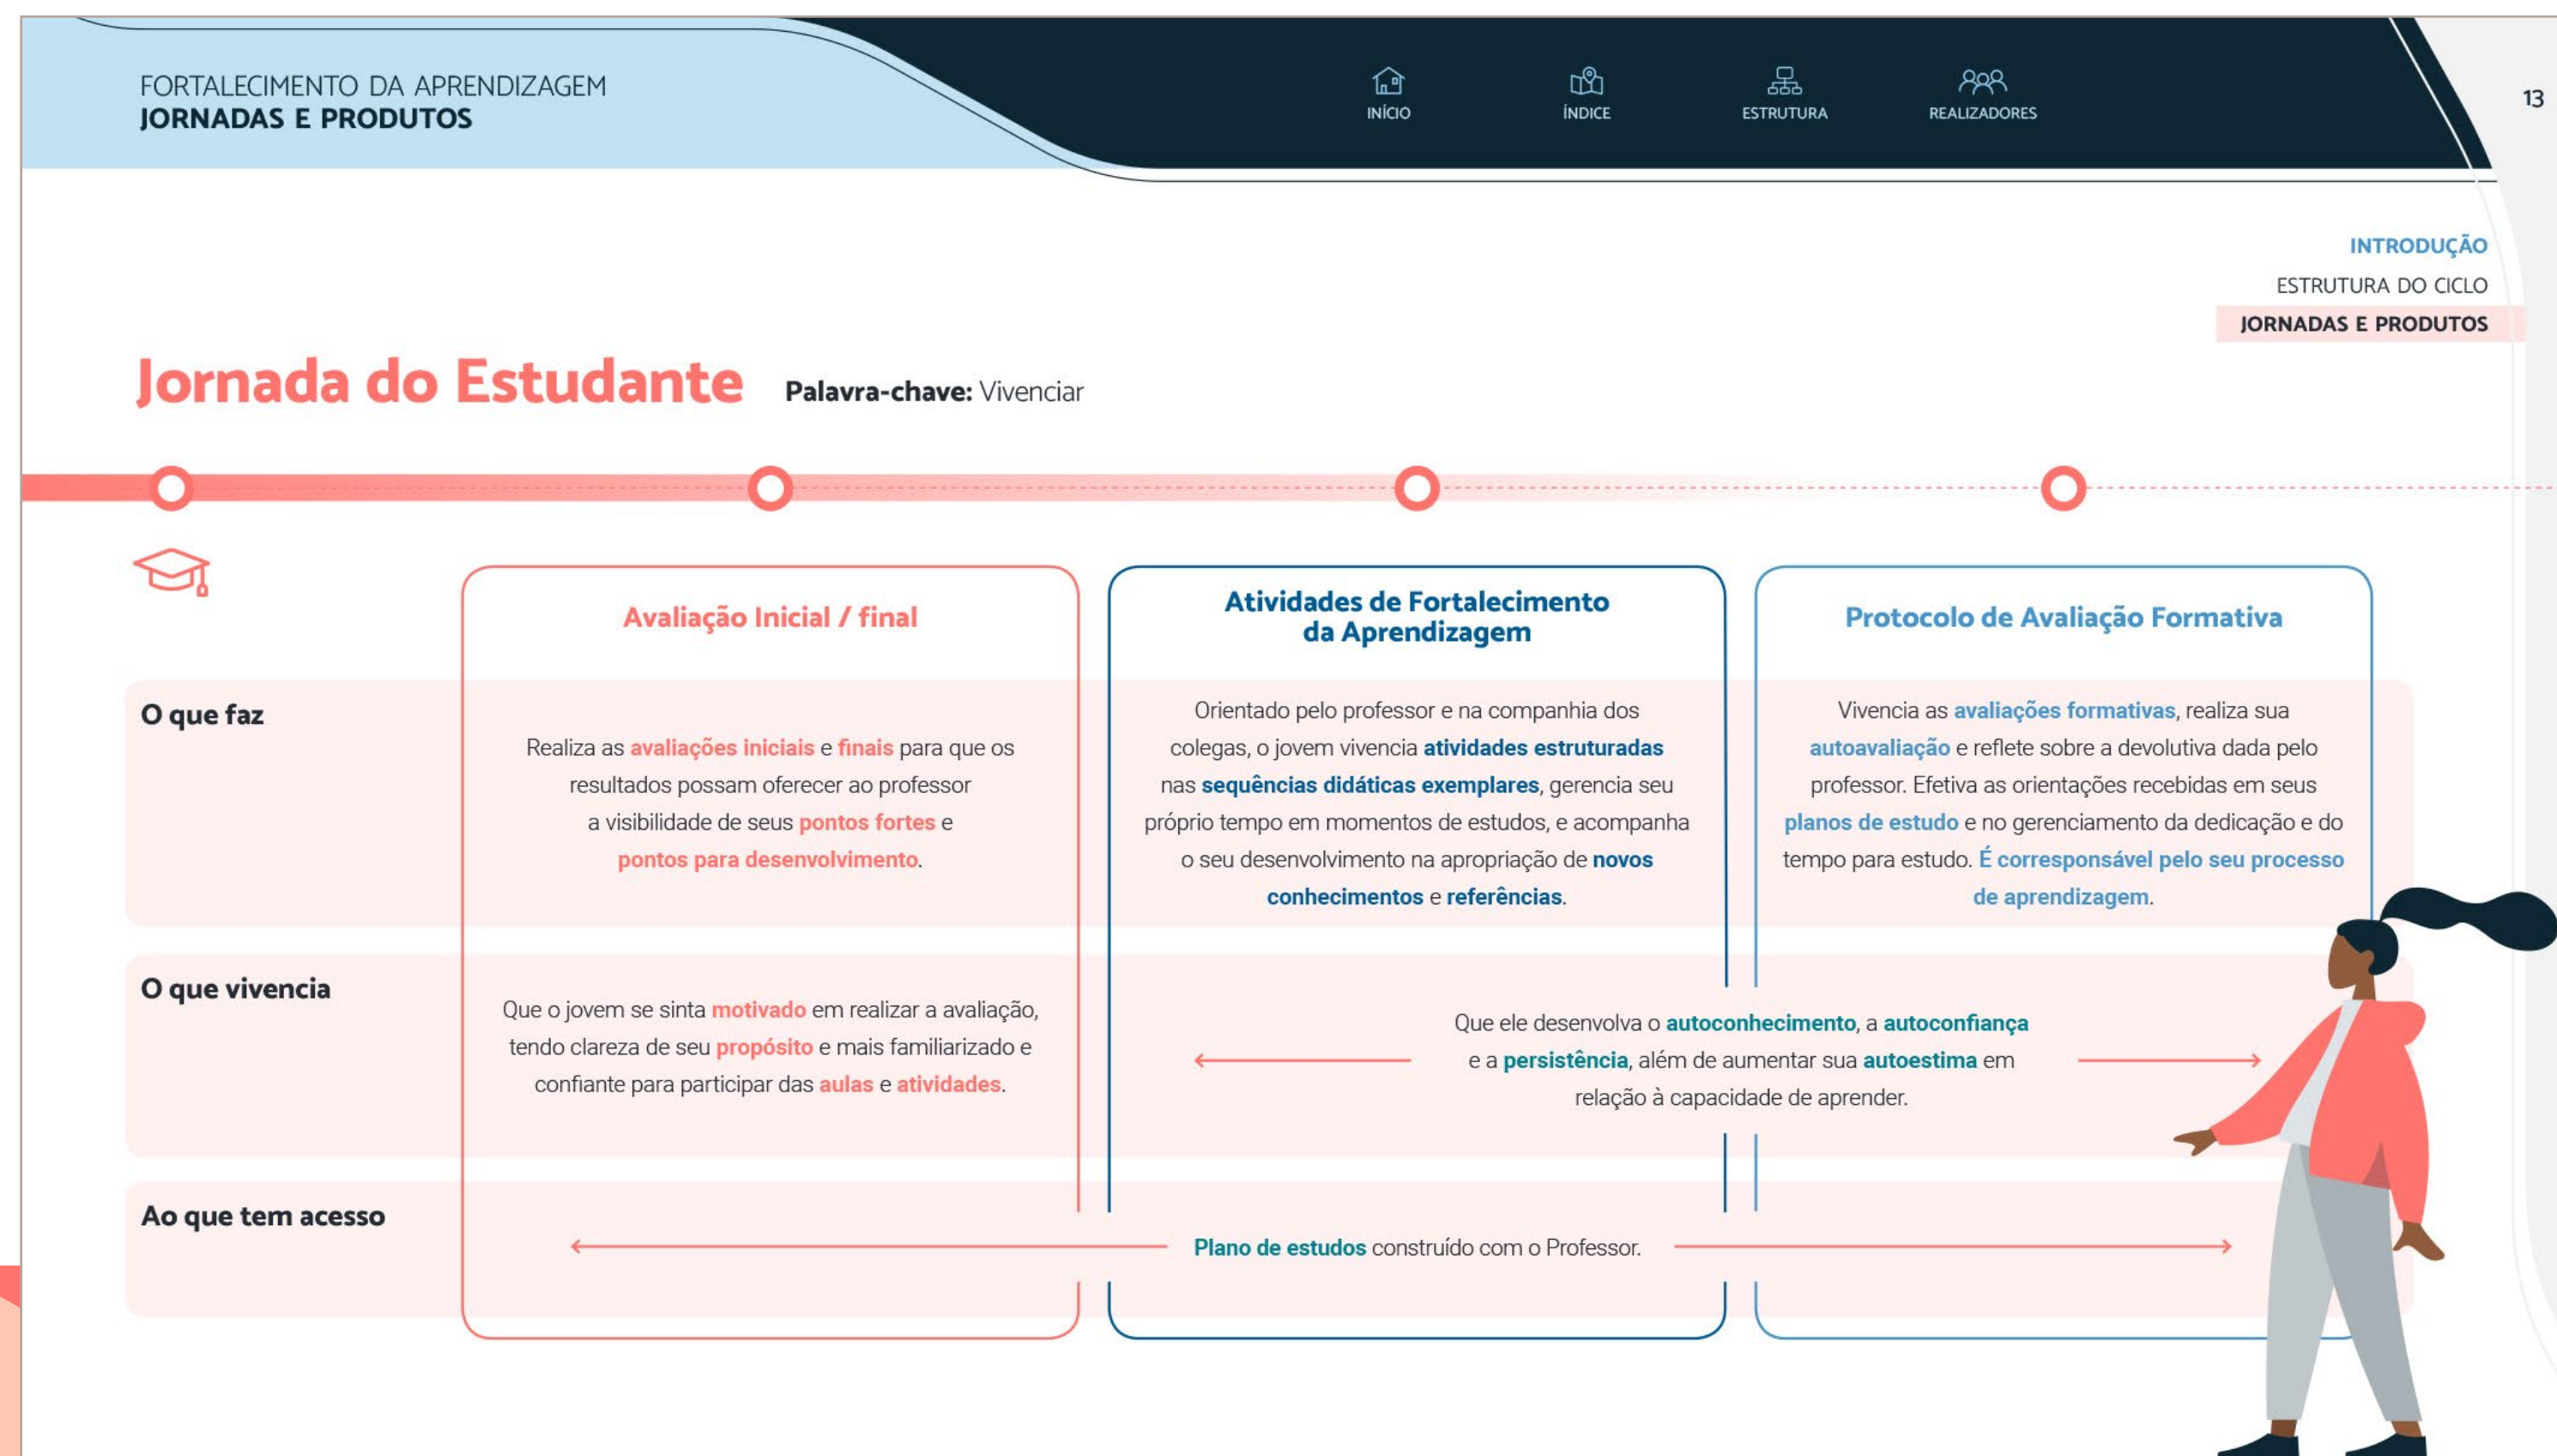 FORTALECIMENTO DA APRENDIZAGEM
JORNADAS E PRODUTOS
INÍCIO
ÍNDICE
ESTRUTURA
REALIZADORES
13
INTRODUÇÃO
ESTRUTURA DO CICLO
JORNADAS E PRODUTOS
Jornada do Estudante
Palavra-chave: Vivenciar
Avaliação Inicial / final
Atividades de Fortalecimento
da Aprendizagem
Protocolo de Avaliação Formativa
O que faz
Realiza as avaliações iniciais e finais para que os
resultados possam oferecer ao professor
a visibilidade de seus pontos fortes e
pontos para desenvolvimento.
Orientado pelo professor e na companhia dos
colegas, o jovem vivencia atividades estruturadas
nas sequências didáticas exemplares, gerencia seu
próprio tempo em momentos de estudos, e acompanha
o seu desenvolvimento na apropriação de novos
conhecimentos e referências.
Vivencia as avaliações formativas, realiza sua
autoavaliação e reflete sobre a devolutiva dada pelo
professor. Efetiva as orientações recebidas em seus
planos de estudo e no gerenciamento da dedicação e do
tempo para estudo. É corresponsável pelo seu processo
de aprendizagem.
O que vivencia
Que o jovem se sinta motivado em realizar a avaliação,
tendo clareza de seu propósito e mais familiarizado e
confiante para participar das aulas e atividades.
Que ele desenvolva o autoconhecimento, a autoconfiança
e a persistência, além de aumentar sua autoestima em
relação à capacidade de aprender.
Ao que tem acesso
Plano de estudos construído com o Professor.